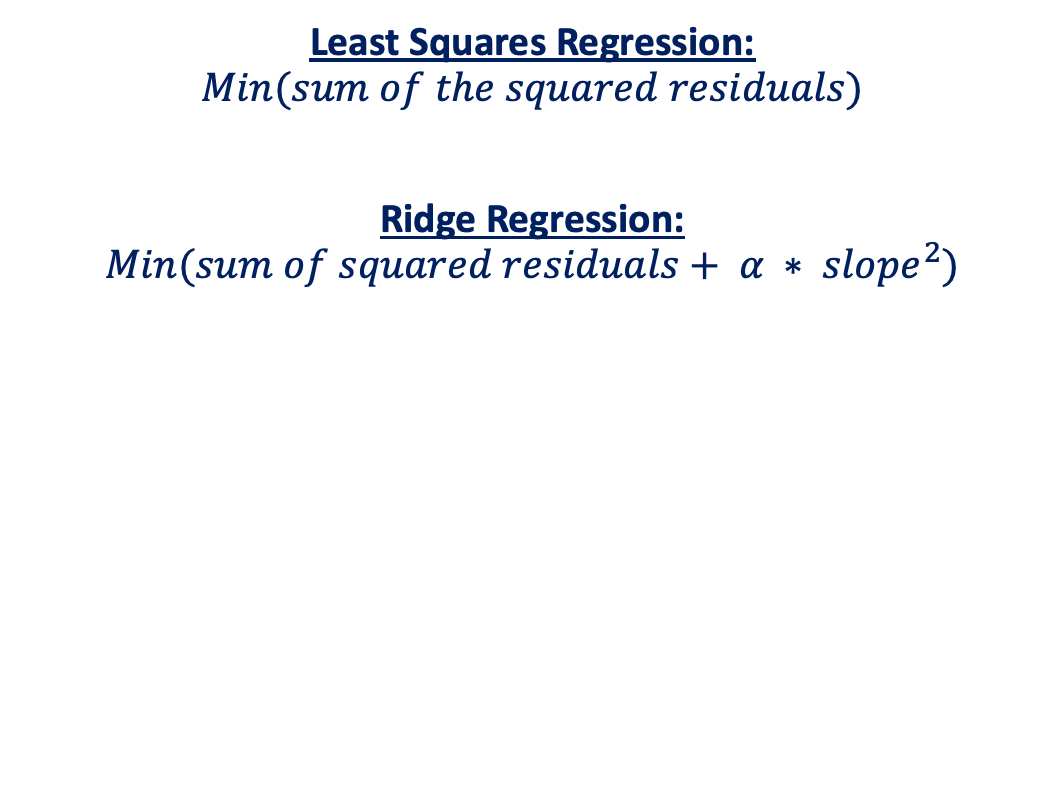 Least Squares Regression:
Min(sum of the squared residuals)
Ridge Regression:
Min(sum of squared residuals + α * slope²)